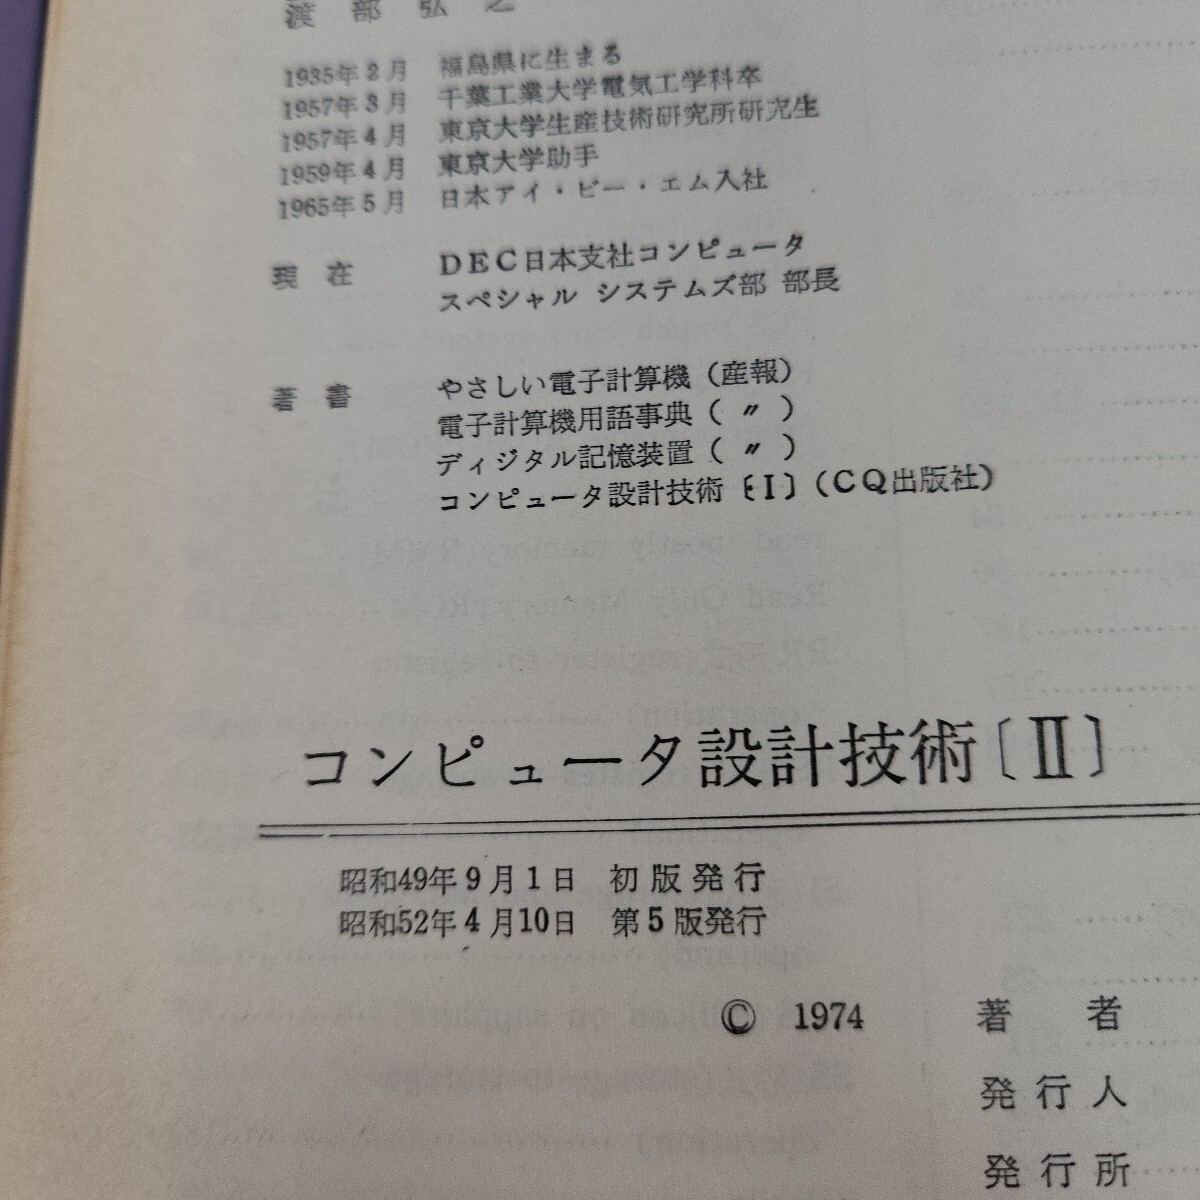 渡部弘之
1935年2月 福島県に生まる
1957年3月 千葉工業大学電気工学科卒
1957年4月 東京大学生産技術研究所研究生
1959年4月 東京大学助手
1965年5月 日本アイ・ビー・エム入社
現在 DEC日本支社コンピュータ
スペシャル システムズ部 部長
著書 やさしい電子計算機（産報）
電子計算機用語事典（ 〃 ）
ディジタル記憶装置（ 〃 ）
コンピュータ設計技術〔Ⅰ〕（CQ出版社）
コンピュータ設計技術〔Ⅱ〕
昭和49年9月1日 初版発行
昭和52年4月10日 第5版発行
© 1974 著者
発行人
発行所